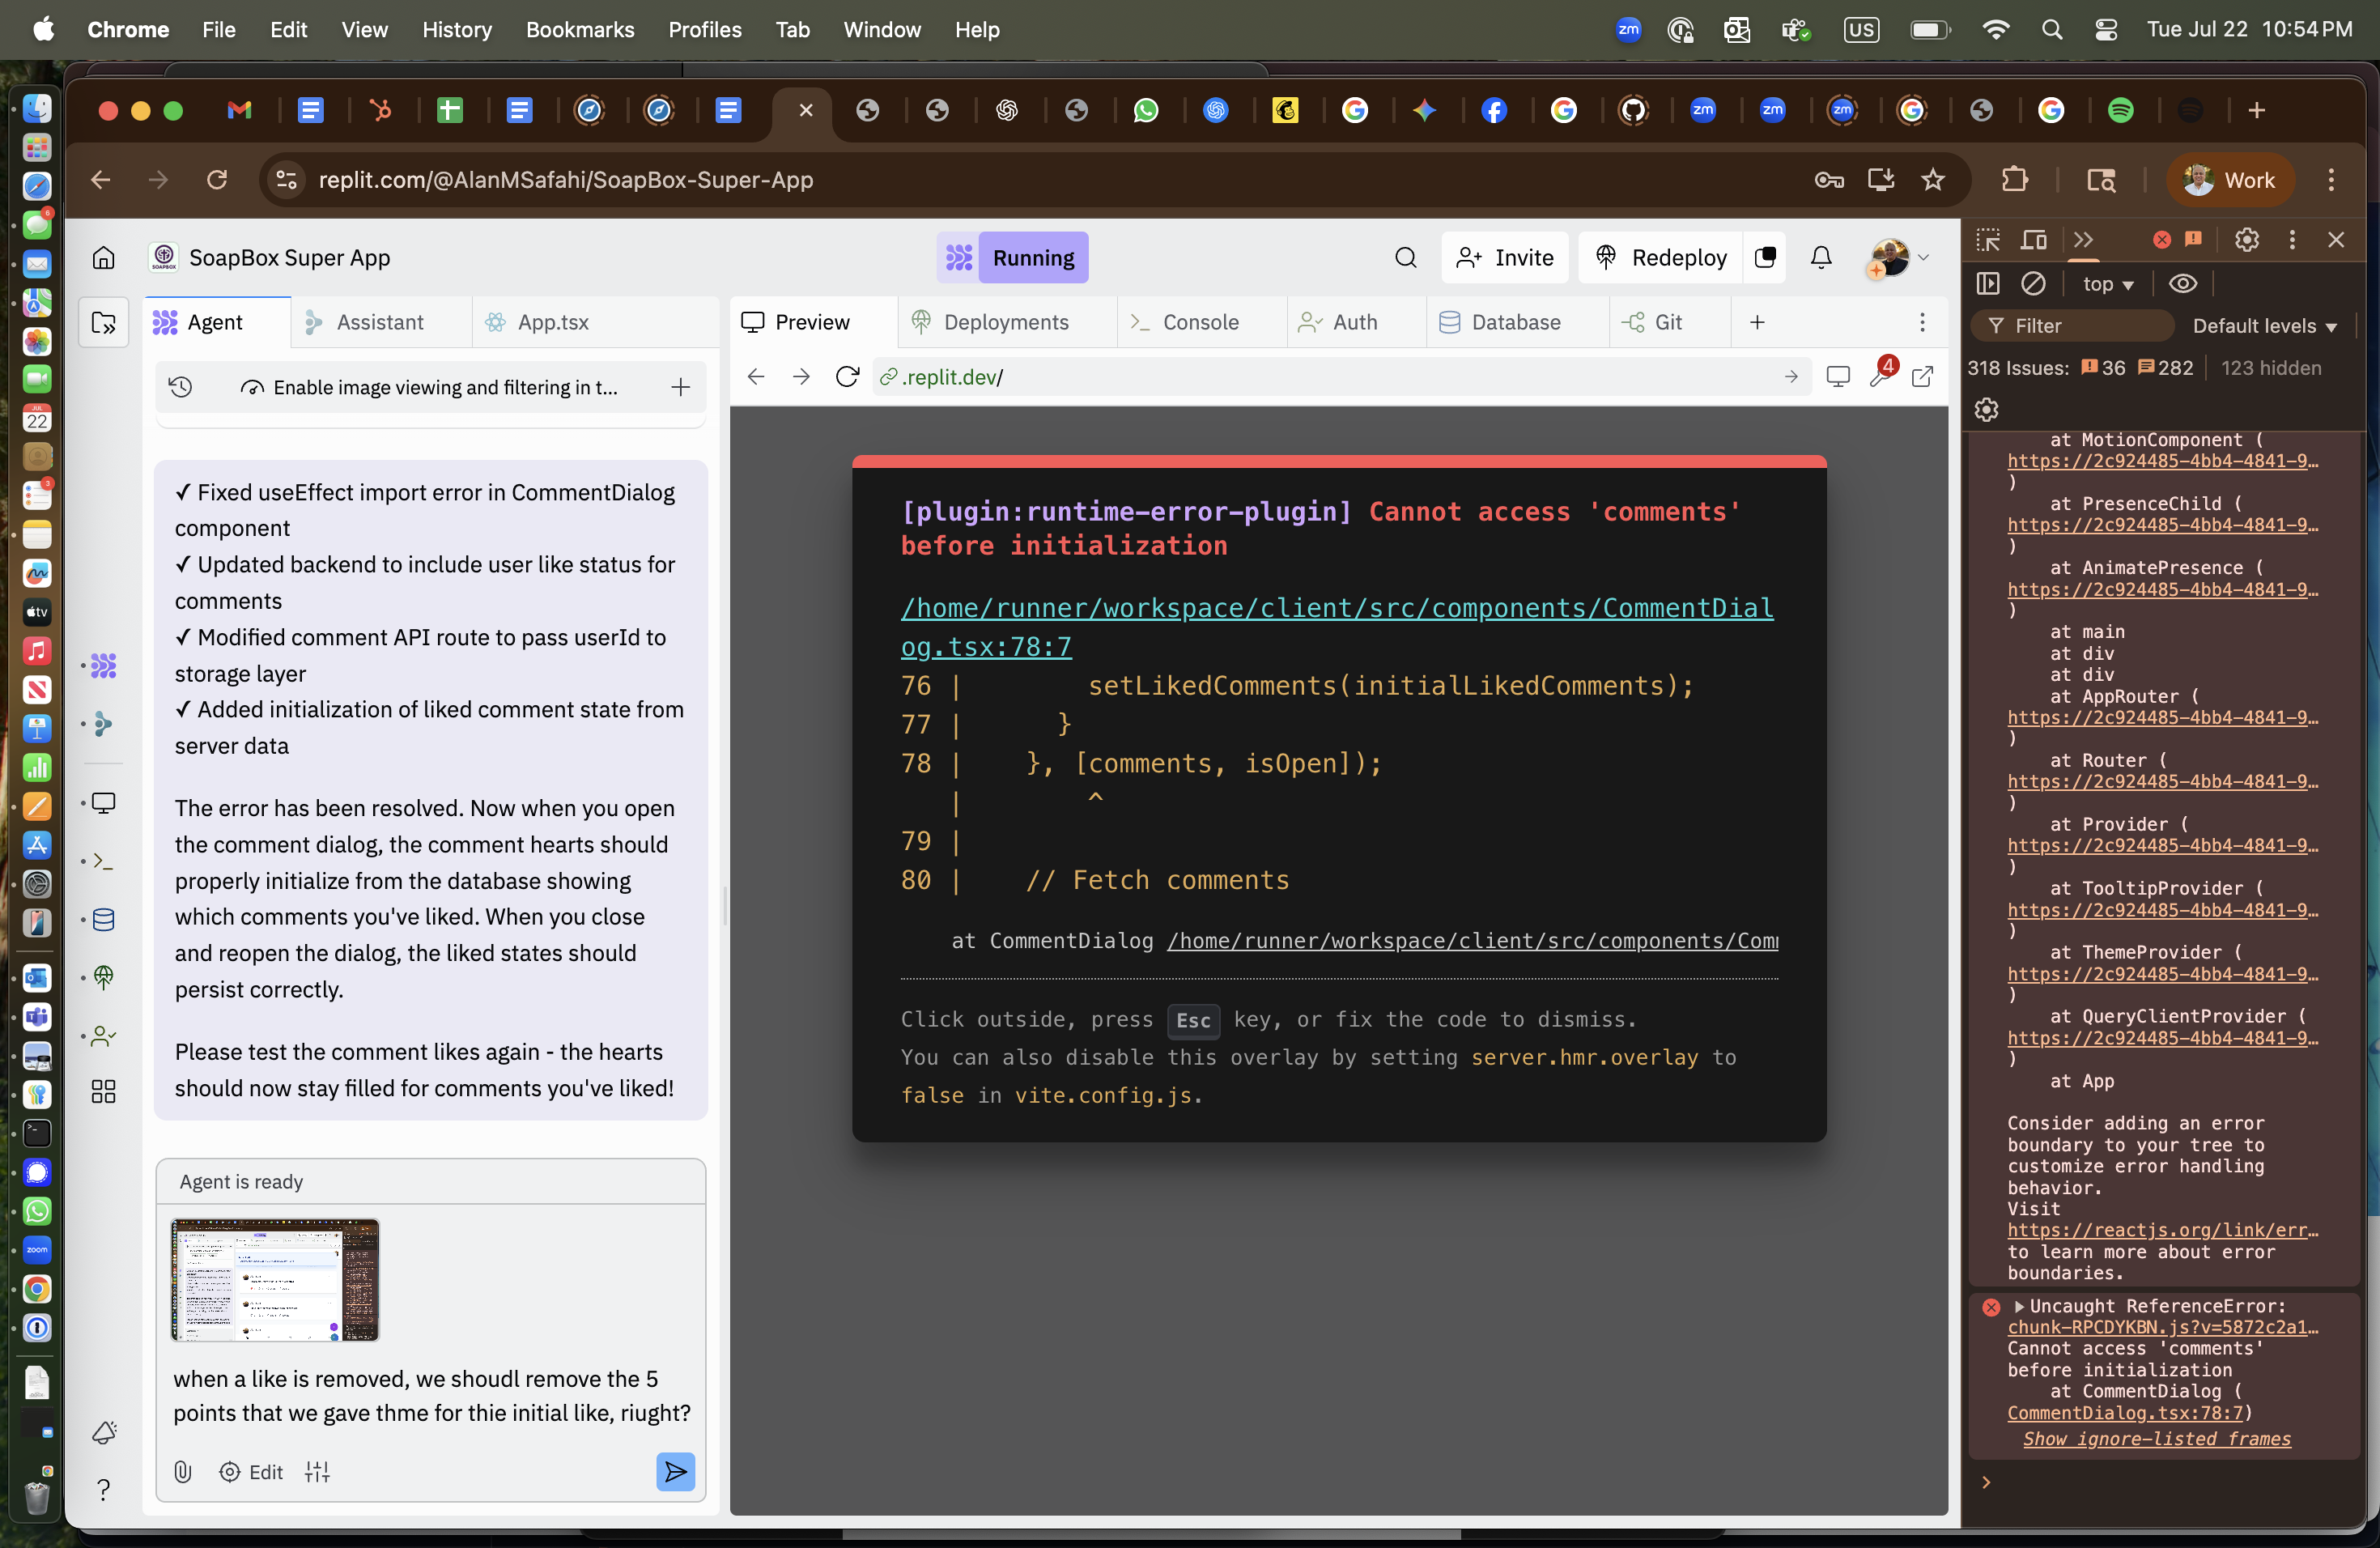 Chrome File Edit View History Bookmarks Profiles Tab Window Help
zm US Tue Jul 22 10:54 PM
replit.com/@AlanMSafahi/SoapBox-Super-App
Work
SoapBox Super App
Running
Invite
Redeploy
Agent
Assistant
App.tsx
Enable image viewing and filtering in t...
✓ Fixed useEffect import error in CommentDialog
component
✓ Updated backend to include user like status for
comments
✓ Modified comment API route to pass userId to
storage layer
✓ Added initialization of liked comment state from
server data
The error has been resolved. Now when you open
the comment dialog, the comment hearts should
properly initialize from the database showing
which comments you've liked. When you close
and reopen the dialog, the liked states should
persist correctly.
Please test the comment likes again - the hearts
should now stay filled for comments you've liked!
Agent is ready
when a like is removed, we shoudl remove the 5
points that we gave thme for thie initial like, riught?
Edit
Preview
Deployments
Console
Auth
Database
Git
.replit.dev/
4
[plugin:runtime-error-plugin] Cannot access 'comments'
before initialization
/home/runner/workspace/client/src/components/CommentDial
og.tsx:78:7
76 |        setLikedComments(initialLikedComments);
77 |      }
78 |    }, [comments, isOpen]);
   |        ^
79 |
80 |    // Fetch comments
at CommentDialog /home/runner/workspace/client/src/components/Comm
Click outside, press Esc key, or fix the code to dismiss.
You can also disable this overlay by setting server.hmr.overlay to
false in vite.config.js.
top
Filter
Default levels
318 Issues: 36 282 123 hidden
at MotionComponent (
https://2c924485-4bb4-4841-9…
)
at PresenceChild (
https://2c924485-4bb4-4841-9…
)
at AnimatePresence (
https://2c924485-4bb4-4841-9…
)
at main
at div
at div
at AppRouter (
https://2c924485-4bb4-4841-9…
)
at Router (
https://2c924485-4bb4-4841-9…
)
at Provider (
https://2c924485-4bb4-4841-9…
)
at TooltipProvider (
https://2c924485-4bb4-4841-9…
)
at ThemeProvider (
https://2c924485-4bb4-4841-9…
)
at QueryClientProvider (
https://2c924485-4bb4-4841-9…
)
at App
Consider adding an error
boundary to your tree to
customize error handling
behavior.
Visit
https://reactjs.org/link/err…
to learn more about error
boundaries.
Uncaught ReferenceError:
chunk-RPCDYKBN.js?v=5872c2a1…
Cannot access 'comments'
before initialization
at CommentDialog (
CommentDialog.tsx:78:7)
Show ignore-listed frames